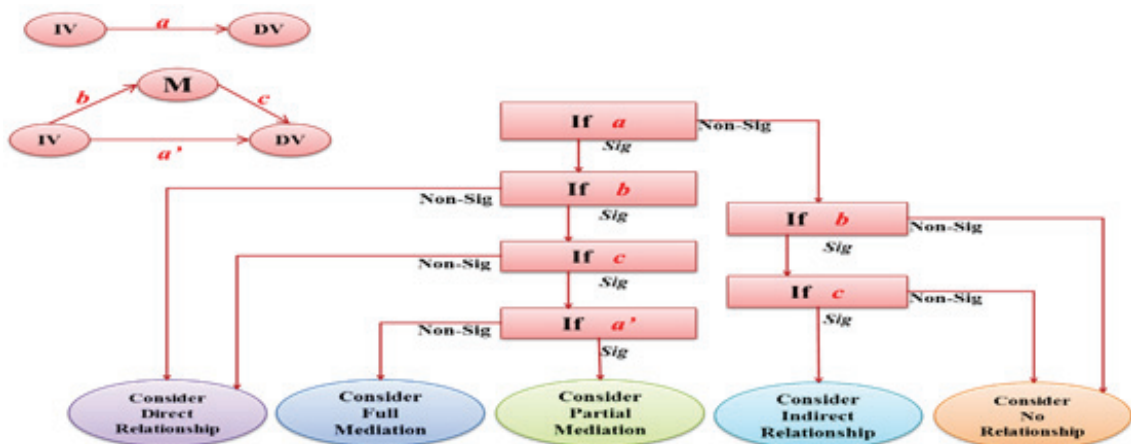 IV a DV
M
b c
IV DV
a'
If a
Non-Sig
Sig
If b
Non-Sig
Sig
If b
Non-Sig
Sig
If c
Non-Sig
Sig
If c
Non-Sig
Sig
If a'
Non-Sig
Sig
Consider
Direct
Relationship
Consider
Full
Mediation
Consider
Partial
Mediation
Consider
Indirect
Relationship
Consider
No
Relationship